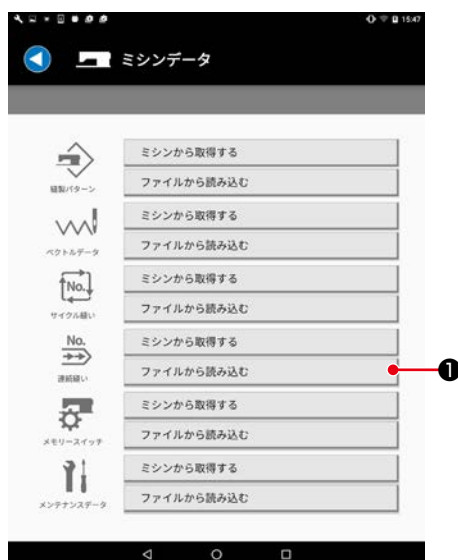 15:47
ミシンデータ
ミシンから取得する
ファイルから読み込む
縫製パターン
ミシンから取得する
ファイルから読み込む
ベクトルデータ
ミシンから取得する
No.
ファイルから読み込む
サイクル縫い
No.
ミシンから取得する
ファイルから読み込む
❶
連続縫い
ミシンから取得する
ファイルから読み込む
メモリースイッチ
ミシンから取得する
ファイルから読み込む
メンテナンスデータ